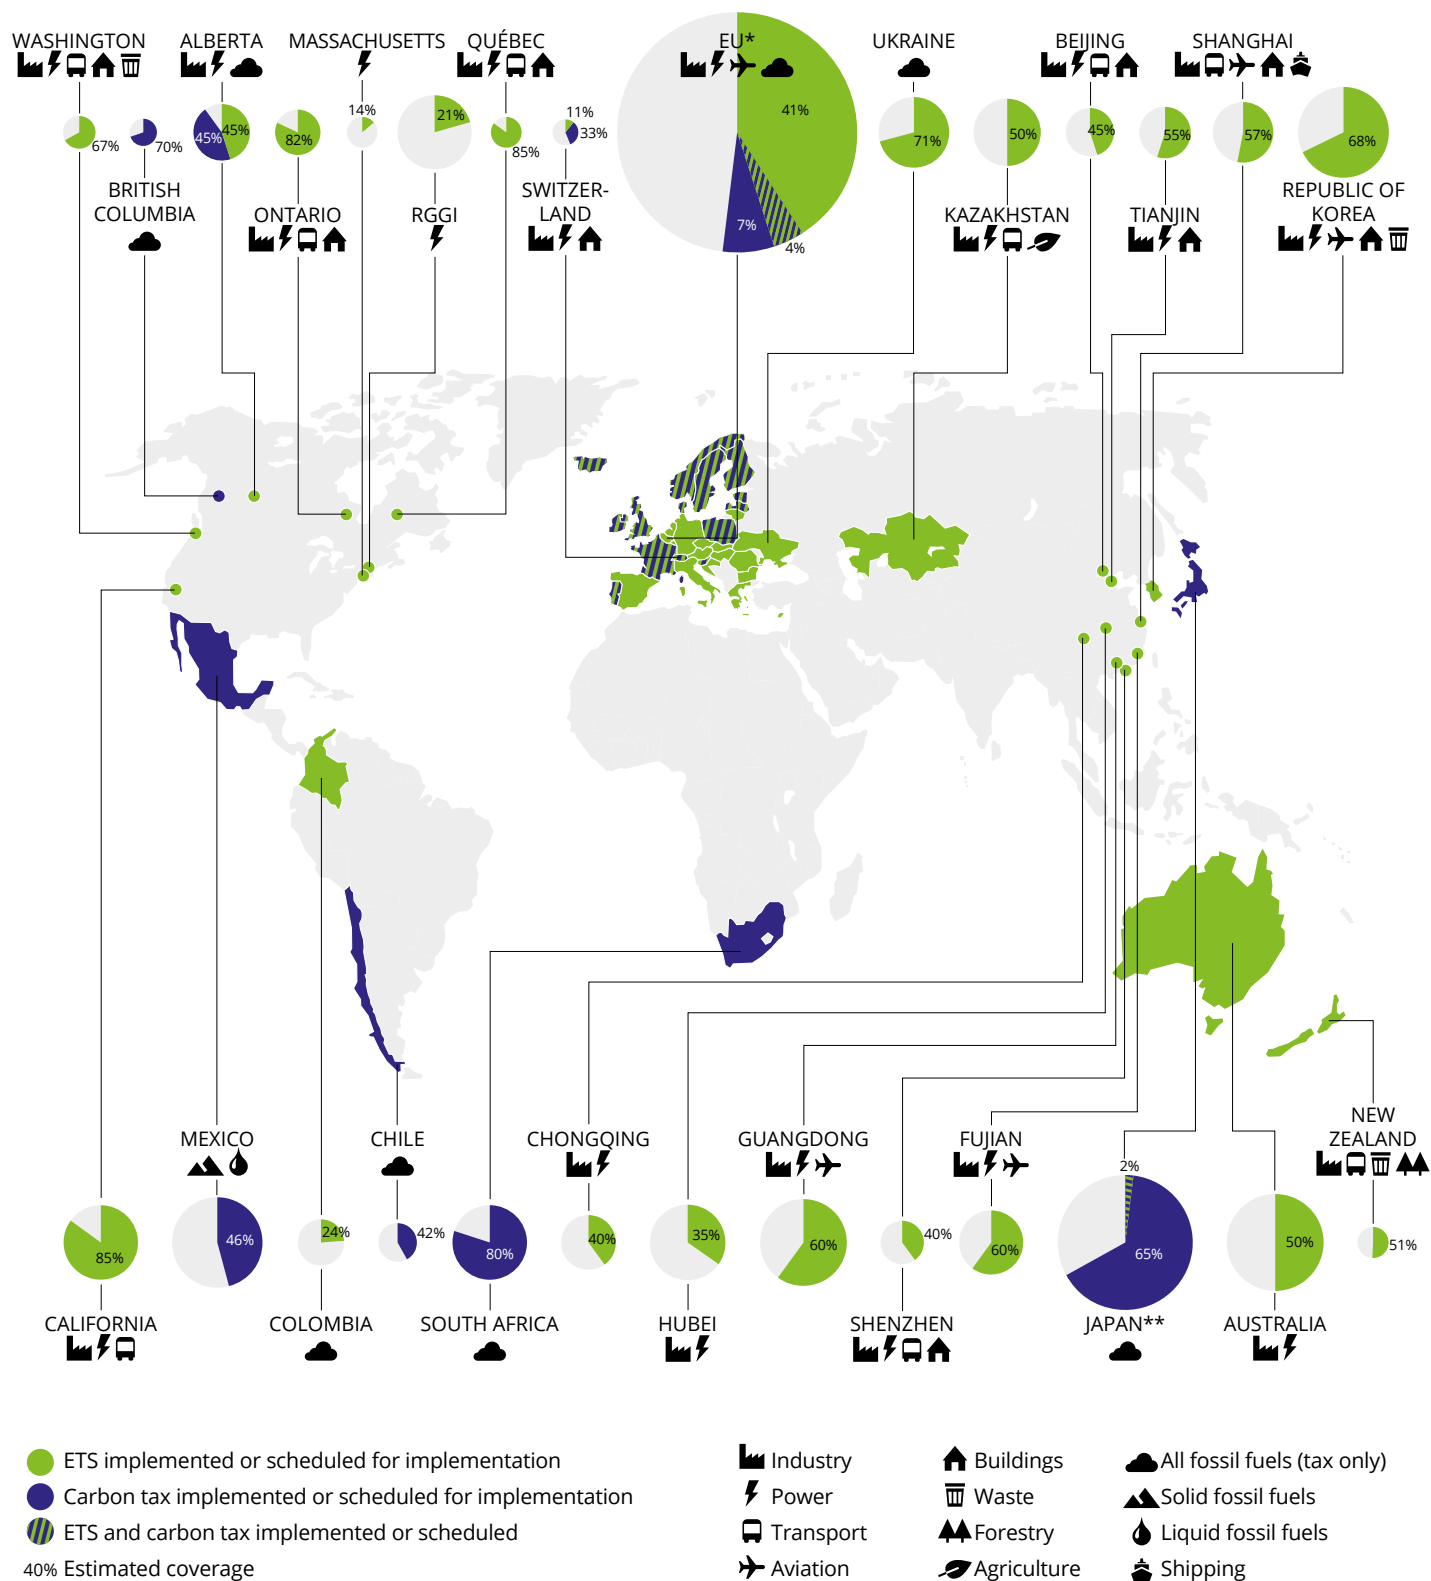 WASHINGTON
ALBERTA
MASSACHUSETTS
QUÉBEC
EU*
UKRAINE
BEIJING
SHANGHAI
67%
70%
45%
45%
82%
14%
21%
85%
11%
33%
41%
7%
4%
71%
50%
45%
55%
57%
68%
BRITISH
COLUMBIA
ONTARIO
RGGI
SWITZER-
LAND
KAZAKHSTAN
TIANJIN
REPUBLIC OF
KOREA
MEXICO
CHILE
CHONGQING
GUANGDONG
FUJIAN
NEW
ZEALAND
85%
46%
24%
42%
80%
40%
35%
60%
40%
60%
2%
65%
50%
51%
CALIFORNIA
COLOMBIA
SOUTH AFRICA
HUBEI
SHENZHEN
JAPAN**
AUSTRALIA
ETS implemented or scheduled for implementation
Carbon tax implemented or scheduled for implementation
ETS and carbon tax implemented or scheduled
40% Estimated coverage
Industry
Power
Transport
Aviation
Buildings
Waste
Forestry
Agriculture
All fossil fuels (tax only)
Solid fossil fuels
Liquid fossil fuels
Shipping